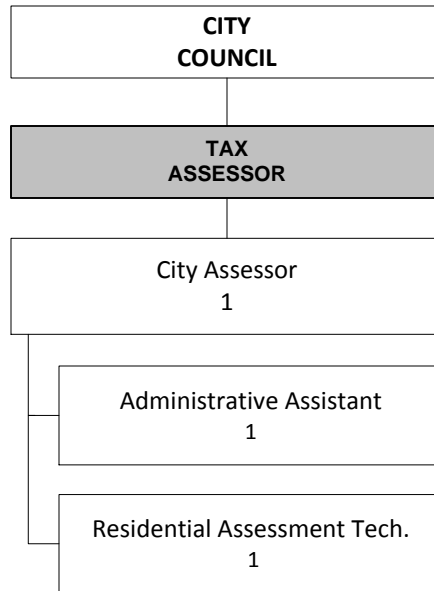 CITY
COUNCIL
TAX
ASSESSOR
City Assessor
1
Administrative Assistant
1
Residential Assessment Tech.
1